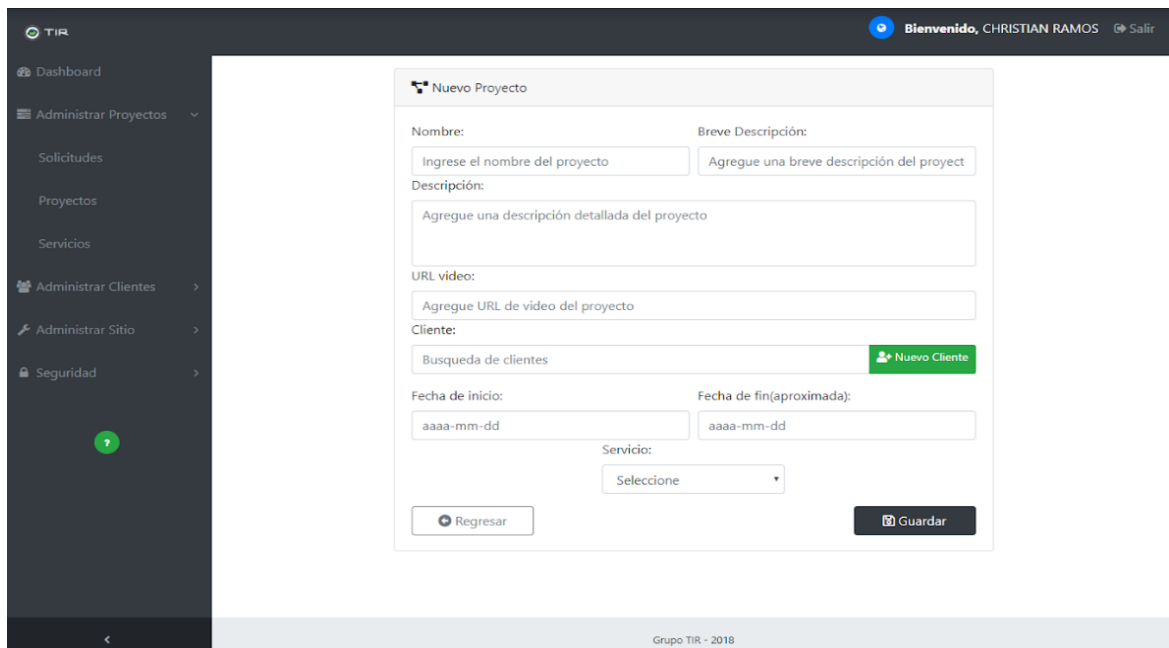 TIR
Bienvenido, CHRISTIAN RAMOS Salir
Dashboard
Administrar Proyectos
Solicitudes
Proyectos
Servicios
Administrar Clientes
Administrar Sitio
Seguridad
?
Nuevo Proyecto
Nombre: Breve Descripción:
Ingrese el nombre del proyecto Agregue una breve descripción del proyect
Descripción:
Agregue una descripción detallada del proyecto
URL video:
Agregue URL de video del proyecto
Cliente:
Busqueda de clientes Nuevo Cliente
Fecha de inicio: Fecha de fin(aproximada):
aaaa-mm-dd aaaa-mm-dd
Servicio:
Seleccione
Regresar Guardar
Grupo TIR - 2018